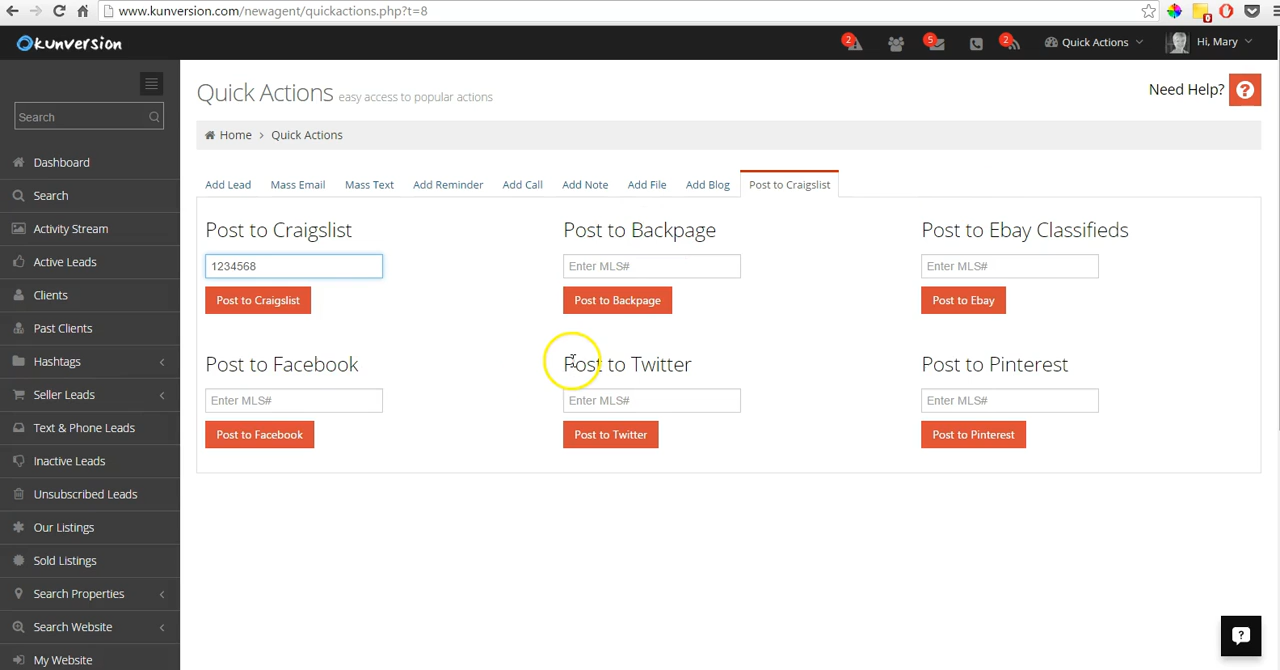 www.kunversion.com/newagent/quickactions.php?t=8
0
kunversion
2
5
2
Quick Actions
Hi, Mary
Search
Dashboard
Search
Activity Stream
Active Leads
Clients
Past Clients
Hashtags
Seller Leads
Text & Phone Leads
Inactive Leads
Unsubscribed Leads
Our Listings
Sold Listings
Search Properties
Search Website
My Website
Quick Actions easy access to popular actions
Need Help? ?
Home > Quick Actions
Add Lead Mass Email Mass Text Add Reminder Add Call Add Note Add File Add Blog Post to Craigslist
Post to Craigslist
1234568
Post to Craigslist
Post to Backpage
Enter MLS#
Post to Backpage
Post to Ebay Classifieds
Enter MLS#
Post to Ebay
Post to Facebook
Enter MLS#
Post to Facebook
Post to Twitter
Enter MLS#
Post to Twitter
Post to Pinterest
Enter MLS#
Post to Pinterest
?